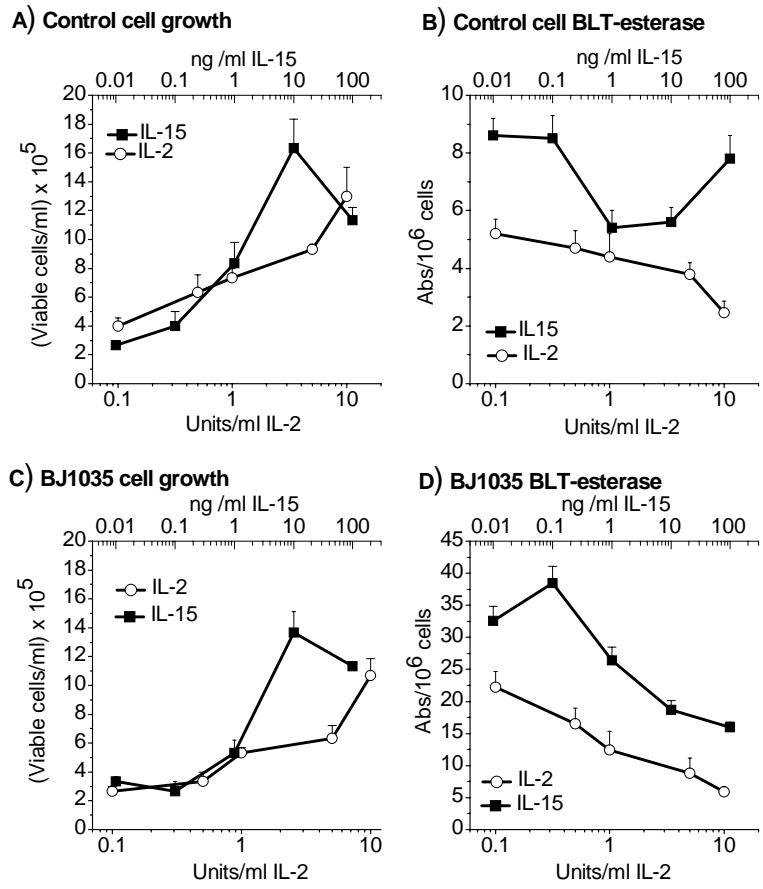 A) Control cell growth
ng /ml IL-15
0.01 0.1 1 10 100
20
18
16
14
12
10
8
6
4
2
0
(Viable cells/ml) x 10^5
IL-15
IL-2
0.1 1 10
Units/ml IL-2
B) Control cell BLT-esterase
ng /ml IL-15
0.01 0.1 1 10 100
10
8
6
4
2
0
Abs/10^6 cells
IL15
IL-2
0.1 1 10
Units/ml IL-2
C) BJ1035 cell growth
ng /ml IL-15
0.01 0.1 1 10 100
20
18
16
14
12
10
8
6
4
2
0
(Viable cells/ml) x 10^5
IL-2
IL-15
0.1 1 10
Units/ml IL-2
D) BJ1035 BLT-esterase
ng /ml IL-15
0.01 0.1 1 10 100
45
40
35
30
25
20
15
10
5
0
Abs/10^6 cells
IL-2
IL-15
0.1 1 10
Units/ml IL-2